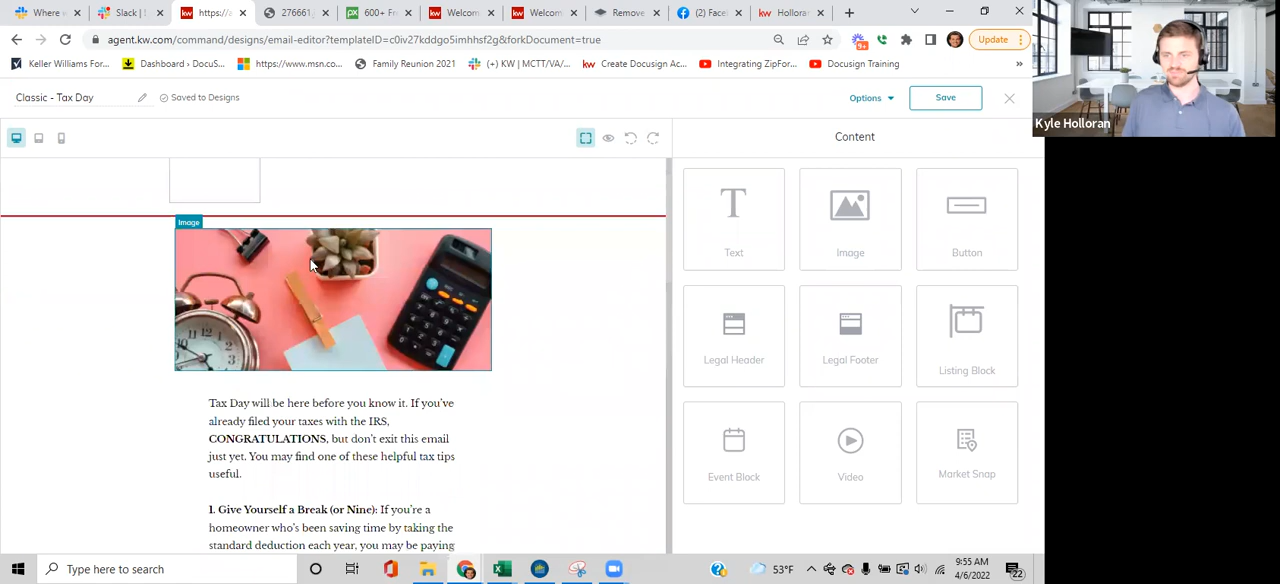 Where w
Slack | 
https://a
276661
600+ Fr
Welcom
Welcom
Remove
(2) Face
Holloran
agent.kw.com/command/designs/email-editor?templateID=c0w27kddgo5imhhsl2g&forkDocument=true
9+
Update
Keller Williams For...
Dashboard › DocuS...
https://www.msn.co...
Family Reunion 2021
(+) KW | MCTT/VA/...
Create Docusign Ac...
Integrating ZipFor...
Docusign Training
»
Classic - Tax Day
Saved to Designs
Options
Save
Kyle Holloran
Content
Image
Text
Image
Button
Legal Header
Legal Footer
Listing Block
Event Block
Video
Market Snap
Tax Day will be here before you know it. If you've
already filed your taxes with the IRS,
CONGRATULATIONS, but don't exit this email
just yet. You may find one of these helpful tax tips
useful.
1. Give Yourself a Break (or Nine): If you're a
homeowner who's been saving time by taking the
standard deduction each year, you may be paying
Type here to search
53°F
9:55 AM
4/6/2022
22